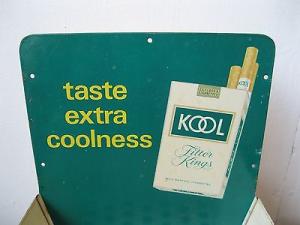 taste
extra
coolness
KOOL
Filter
Kings